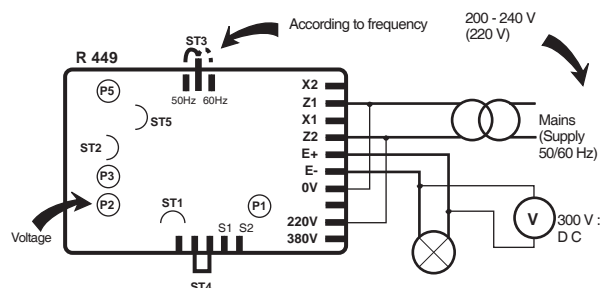 200 - 240 V
(220 V)
According to frequency
ST3
R 449
P5
50Hz
60Hz
ST5
ST2
P3
P2
ST1
P1
S1
S2
ST4
Voltage
X2
Z1
X1
Z2
E+
E-
0V
220V
380V
Mains
(Supply
50/60 Hz)
V
300 V :
D C